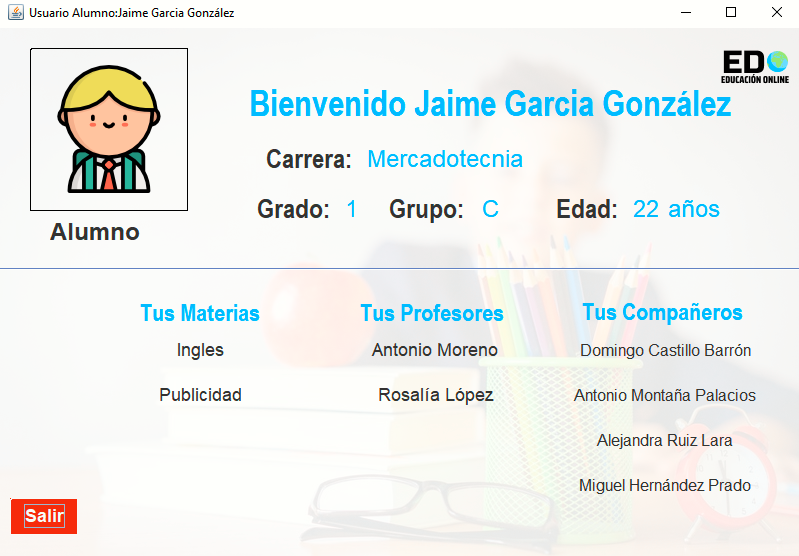 Usuario Alumno:Jaime Garcia González
EDO
EDUCACIÓN ONLINE
Bienvenido Jaime Garcia González
Carrera: Mercadotecnia
Grado: 1 Grupo: C Edad: 22 años
Alumno
Tus Materias
Ingles
Publicidad
Tus Profesores
Antonio Moreno
Rosalía López
Tus Compañeros
Domingo Castillo Barrón
Antonio Montaña Palacios
Alejandra Ruiz Lara
Miguel Hernández Prado
Salir